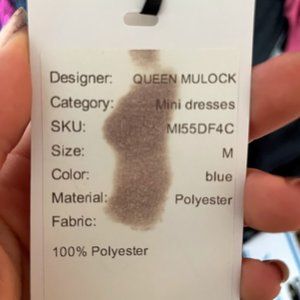 Designer: QUEEN MULOCK
Category: Mini dresses
SKU: MI55DF4C
Size: M
Color: blue
Material: Polyester
Fabric:
100% Polyester